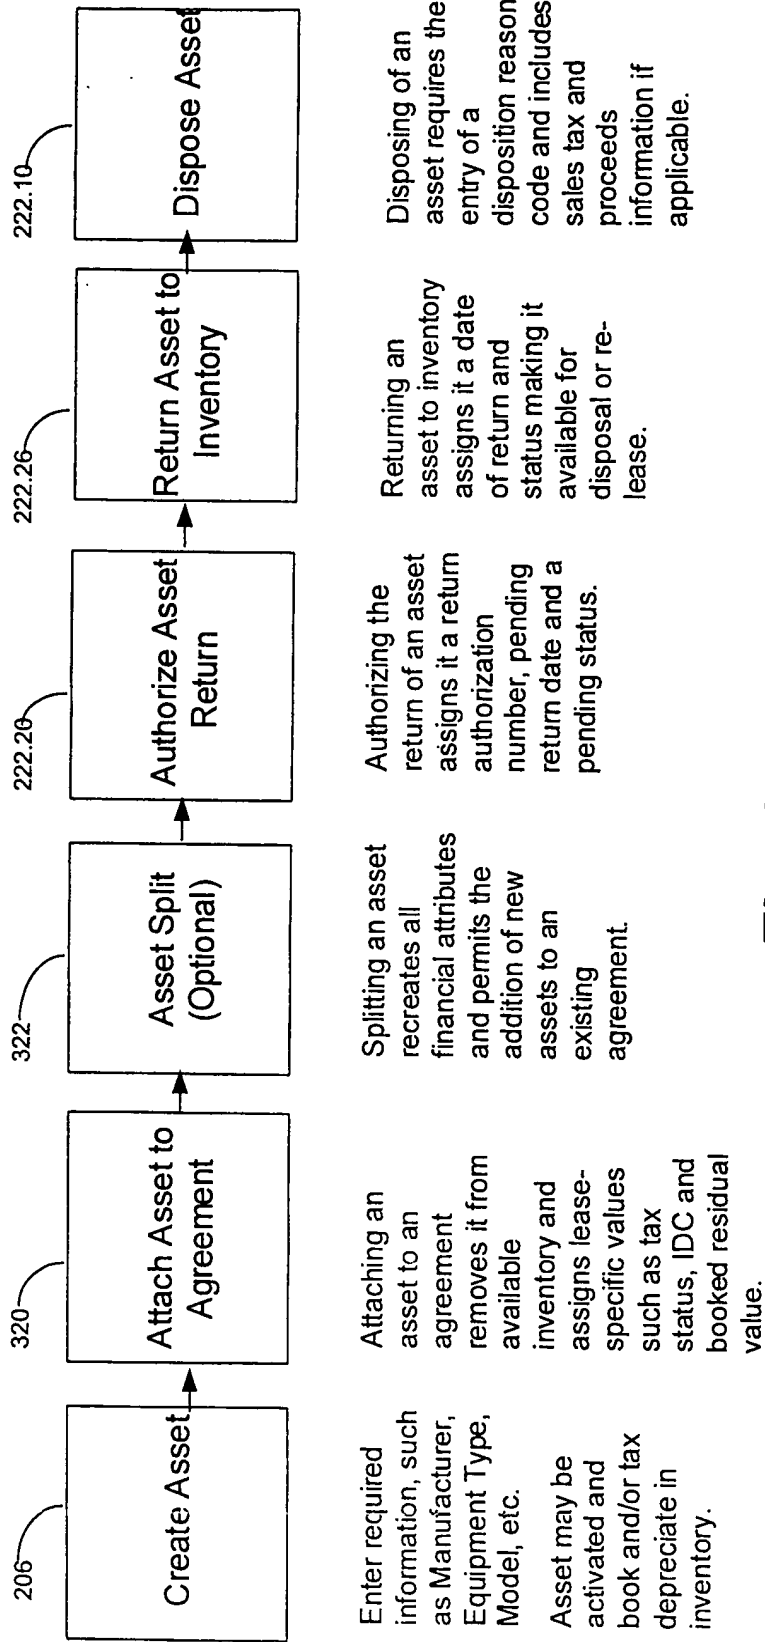 206
Create Asset
Enter required
information, such
as Manufacturer,
Equipment Type,
Model, etc.
Asset may be
activated and
book and/or tax
depreciate in
inventory.
320
Attach Asset to
Agreement
Attaching an
asset to an
agreement
removes it from
available
inventory and
assigns lease-
specific values
such as tax
status, IDC and
booked residual
value.
322
Asset Split
(Optional)
Splitting an asset
recreates all
financial attributes
and permits the
addition of new
assets to an
existing
agreement.
222.20
Authorize Asset
Return
Authorizing the
return of an asset
assigns it a return
authorization
number, pending
return date and a
pending status.
222.26
Return Asset to
Inventory
Returning an
asset to inventory
assigns it a date
of return and
status making it
available for
disposal or re-
lease.
222.10
Dispose Asset
Disposing of an
asset requires the
entry of a
disposition reason
code and includes
sales tax and
proceeds
information if
applicable.